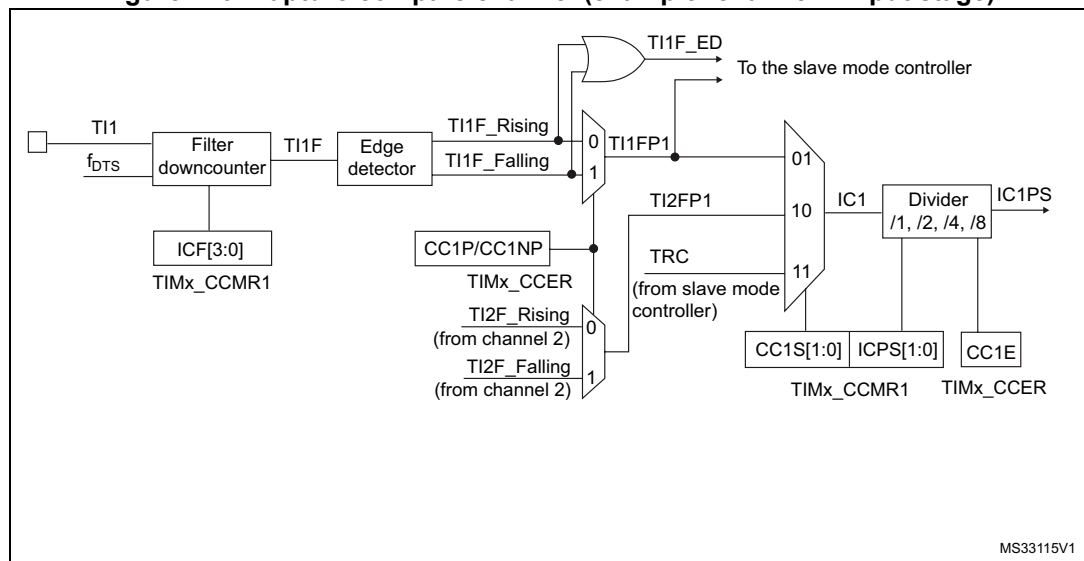 TI1F_ED
To the slave mode controller
TI1
f_DTS
Filter
downcounter
TI1F
Edge
detector
TI1F_Rising
TI1F_Falling
0
1
TI1FP1
01
TI2FP1
10
IC1
Divider
/1, /2, /4, /8
IC1PS
ICF[3:0]
TIMx_CCMR1
CC1P/CC1NP
TIMx_CCER
TRC
11
(from slave mode
controller)
TI2F_Rising
0
(from channel 2)
TI2F_Falling
1
(from channel 2)
CC1S[1:0]
ICPS[1:0]
CC1E
TIMx_CCMR1
TIMx_CCER
MS33115V1